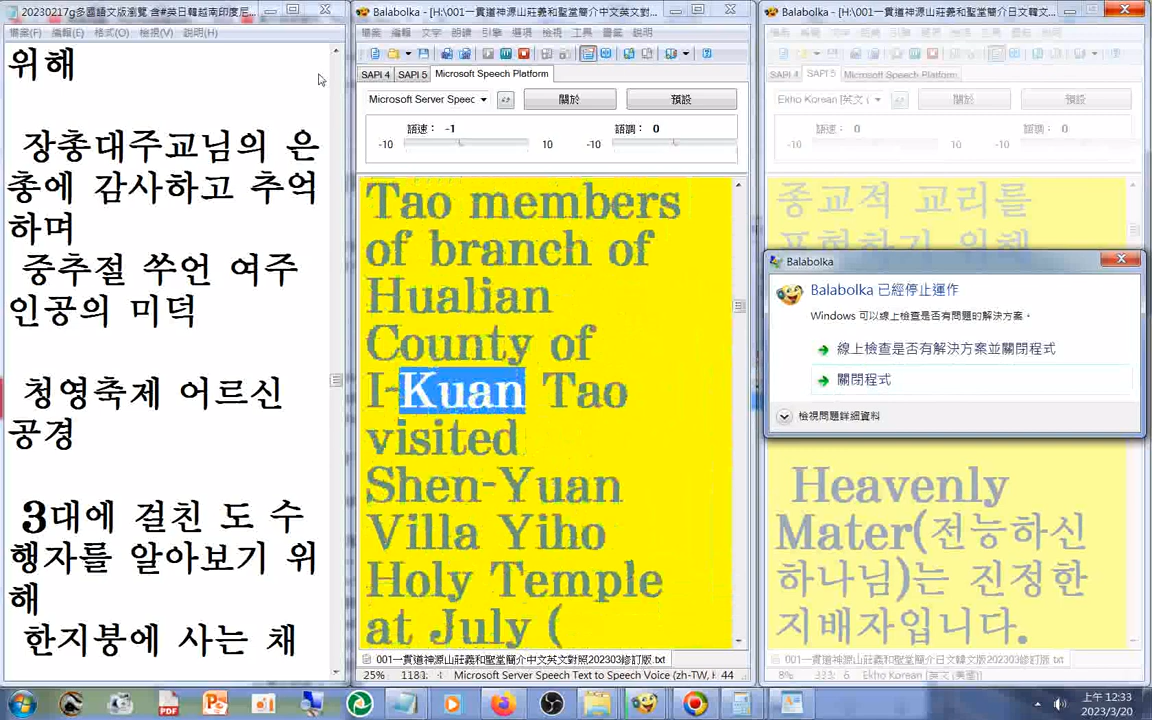 20230217g多國語文版瀏覽 含#英日韓越南印度尼
檔案(F) 編輯(E) 格式(O) 檢視(V) 說明(H)
위해
장총대주교님의 은
총에 감사하고 추억
하며
중추절 쑤언 여주
인공의 미덕
청영축제 어르신
공경
3대에 걸친 도 수
행자를 알아보기 위
해
한지붕에 사는 채
Balabolka - [H:\001一貫道神源山莊義和聖堂簡介中文英文對...
檔案 編輯 文字 朗讀 引擎 選項 檢視 工具 書籤 說明
SAPI 4 SAPI 5 Microsoft Speech Platform
Microsoft Server Speec
關於
預設
語速： -1
語調： 0
-10 10 -10
Tao members
of branch of
Hualian
County of
I-Kuan Tao
visited
Shen-Yuan
Villa Yiho
Holy Temple
at July (
001一貫道神源山莊義和聖堂簡介中文英文對照202303修訂版.txt
25% Microsoft Server Speech Text to Speech Voice (zh-TW, H 44
Balabolka - [H:\001一貫道神源山莊義和聖堂簡介日文韓文...
SAPI 4 SAPI 5 Microsoft Speech Platform
Ekho Korean (英文 (
關於
預設
語速： 0
語調： 0
-10 10 -10
종교적 교리를
표현하기 위해
Balabolka
Balabolka 已經停止運作
Windows 可以線上檢查是否有問題的解決方案。
線上檢查是否有解決方案並關閉程式
關閉程式
檢視問題詳細資料
Heavenly
Mater(전능하신
하나님)는 진정한
지배자입니다.
001一貫道神源山莊義和聖堂簡介日文韓文版202303修訂版.txt
8% 333: 6 Ekho Korean (英文 (美國))
上午 12:33
2023/3/20